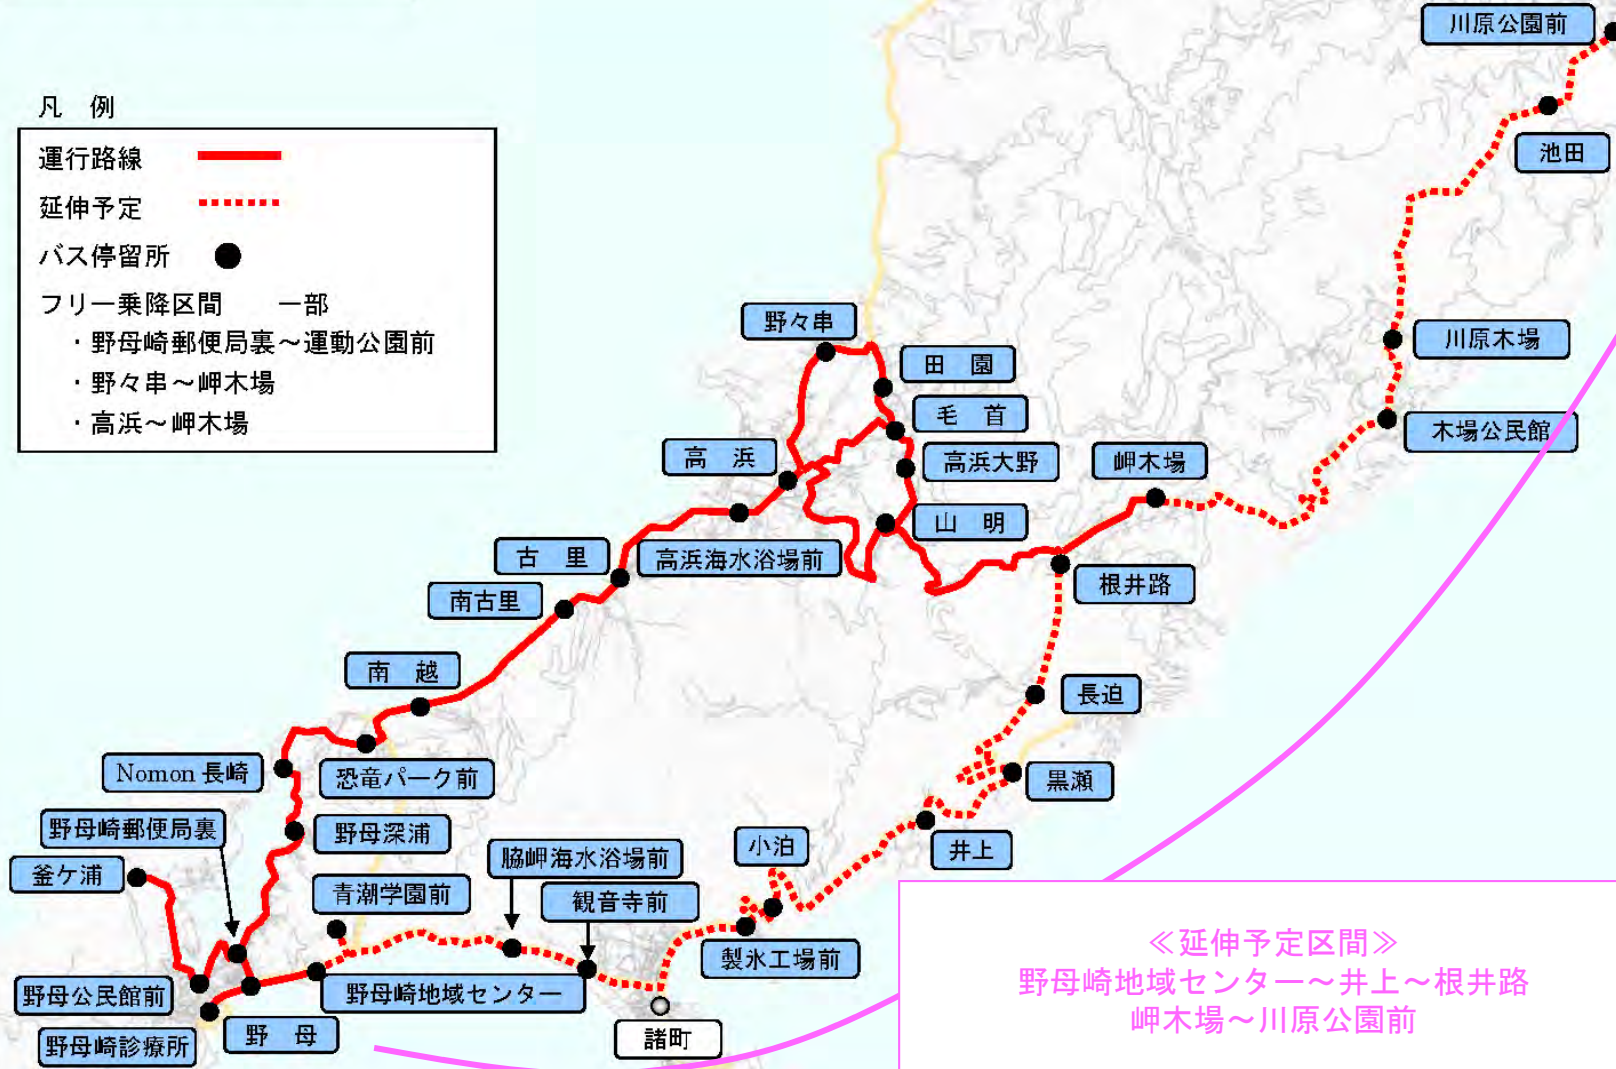 川原公園前
凡 例
運行路線
延伸予定
バス停留所
フリー乗降区間 一部
・野母崎郵便局裏～運動公園前
・野々串～岬木場
・高浜～岬木場
池田
野々串
川原木場
田 園
毛 首
木場公民館
高 浜
高浜大野
岬木場
山 明
古 里
高浜海水浴場前
根井路
南古里
南 越
長迫
Nomon 長崎
恐竜パーク前
黒瀬
野母崎郵便局裏
野母深浦
小泊
井上
脇岬海水浴場前
釜ケ浦
青潮学園前
観音寺前
製氷工場前
野母公民館前
野母崎地域センター
野母崎診療所
野 母
諸町
≪延伸予定区間≫
野母崎地域センター～井上～根井路
岬木場～川原公園前